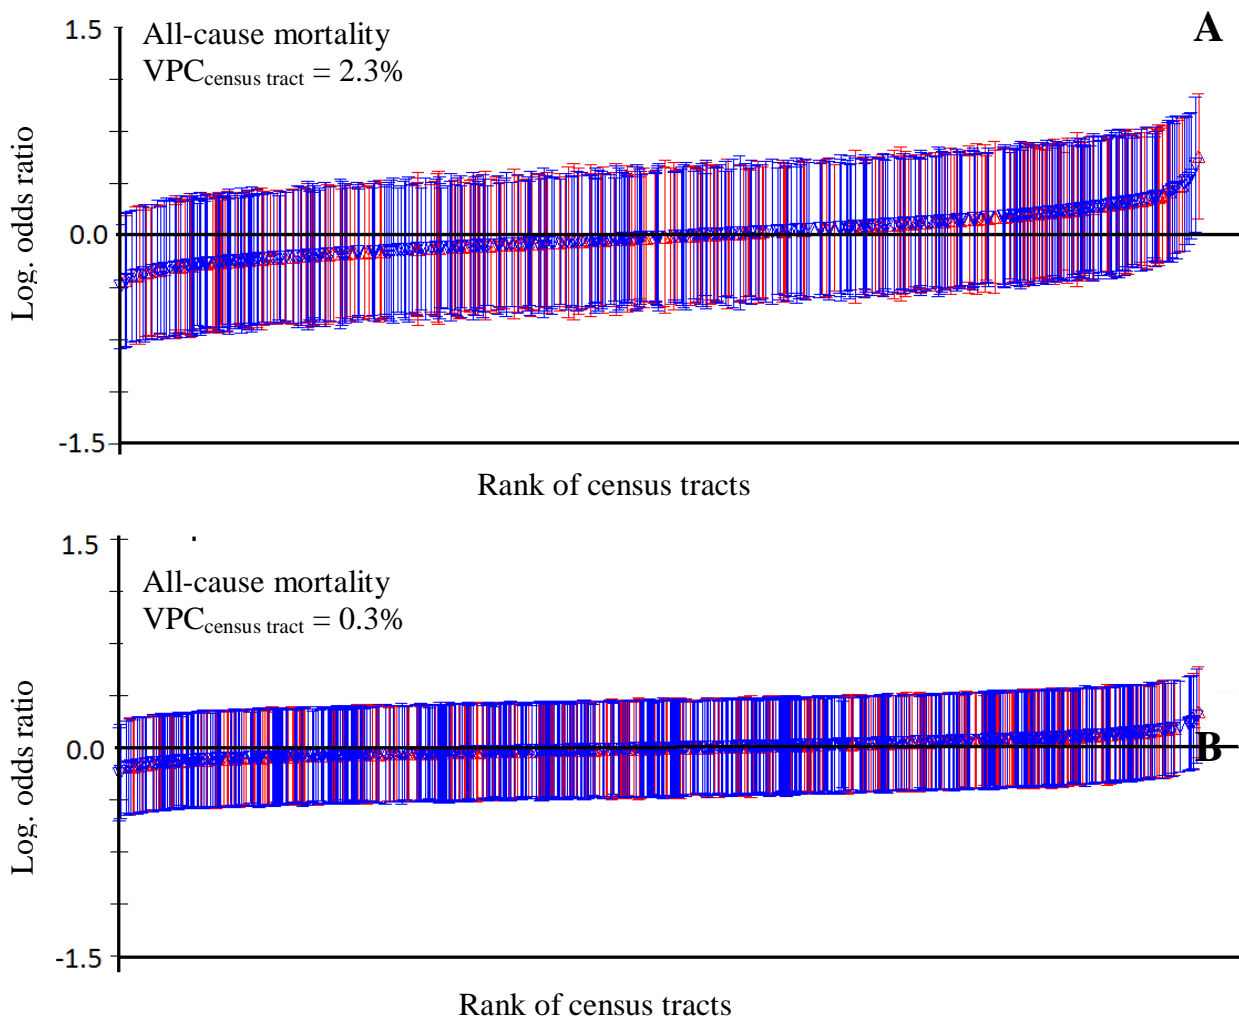 A
1.5
All-cause mortality
VPCcensus tract = 2.3%
Log. odds ratio
0.0
-1.5
Rank of census tracts
1.5
All-cause mortality
VPCcensus tract = 0.3%
Log. odds ratio
0.0
B
-1.5
Rank of census tracts